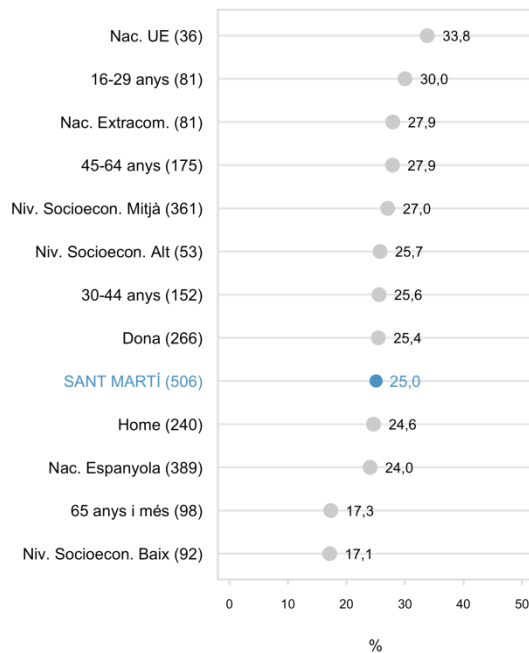 Nac. UE (36) 33,8
16-29 anys (81) 30,0
Nac. Extracom. (81) 27,9
45-64 anys (175) 27,9
Niv. Socioecon. Mitjà (361) 27,0
Niv. Socioecon. Alt (53) 25,7
30-44 anys (152) 25,6
Dona (266) 25,4
SANT MARTÍ (506) 25,0
Home (240) 24,6
Nac. Espanyola (389) 24,0
65 anys i més (98) 17,3
Niv. Socioecon. Baix (92) 17,1
0 10 20 30 40 50
%